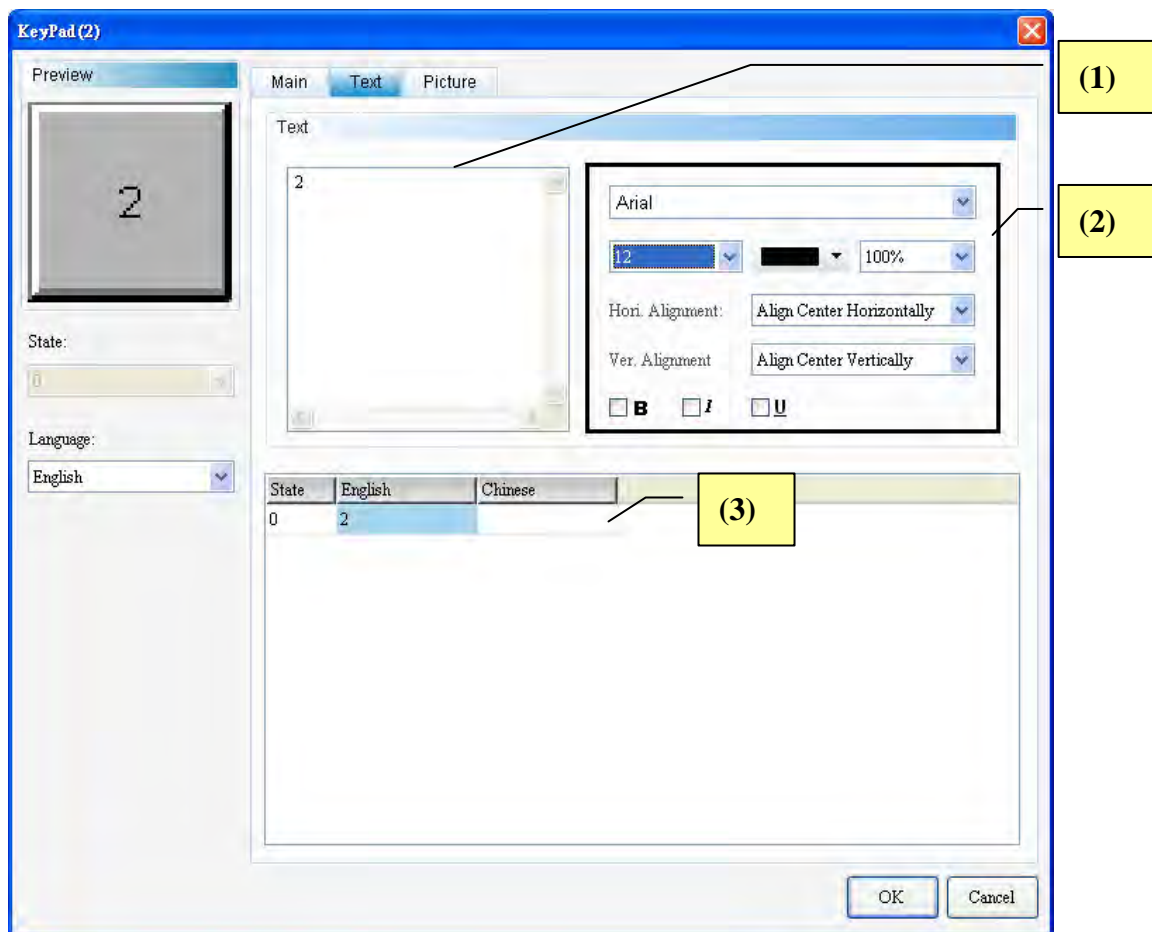 KeyPad(2)
Preview
2
State:
0
Language:
English
Main
Text
Picture
Text
2
Arial
12
100%
Hori. Alignment:
Align Center Horizontally
Ver. Alignment
Align Center Vertically
B
I
U
State English Chinese
0 2
OK
Cancel
(1)
(2)
(3)